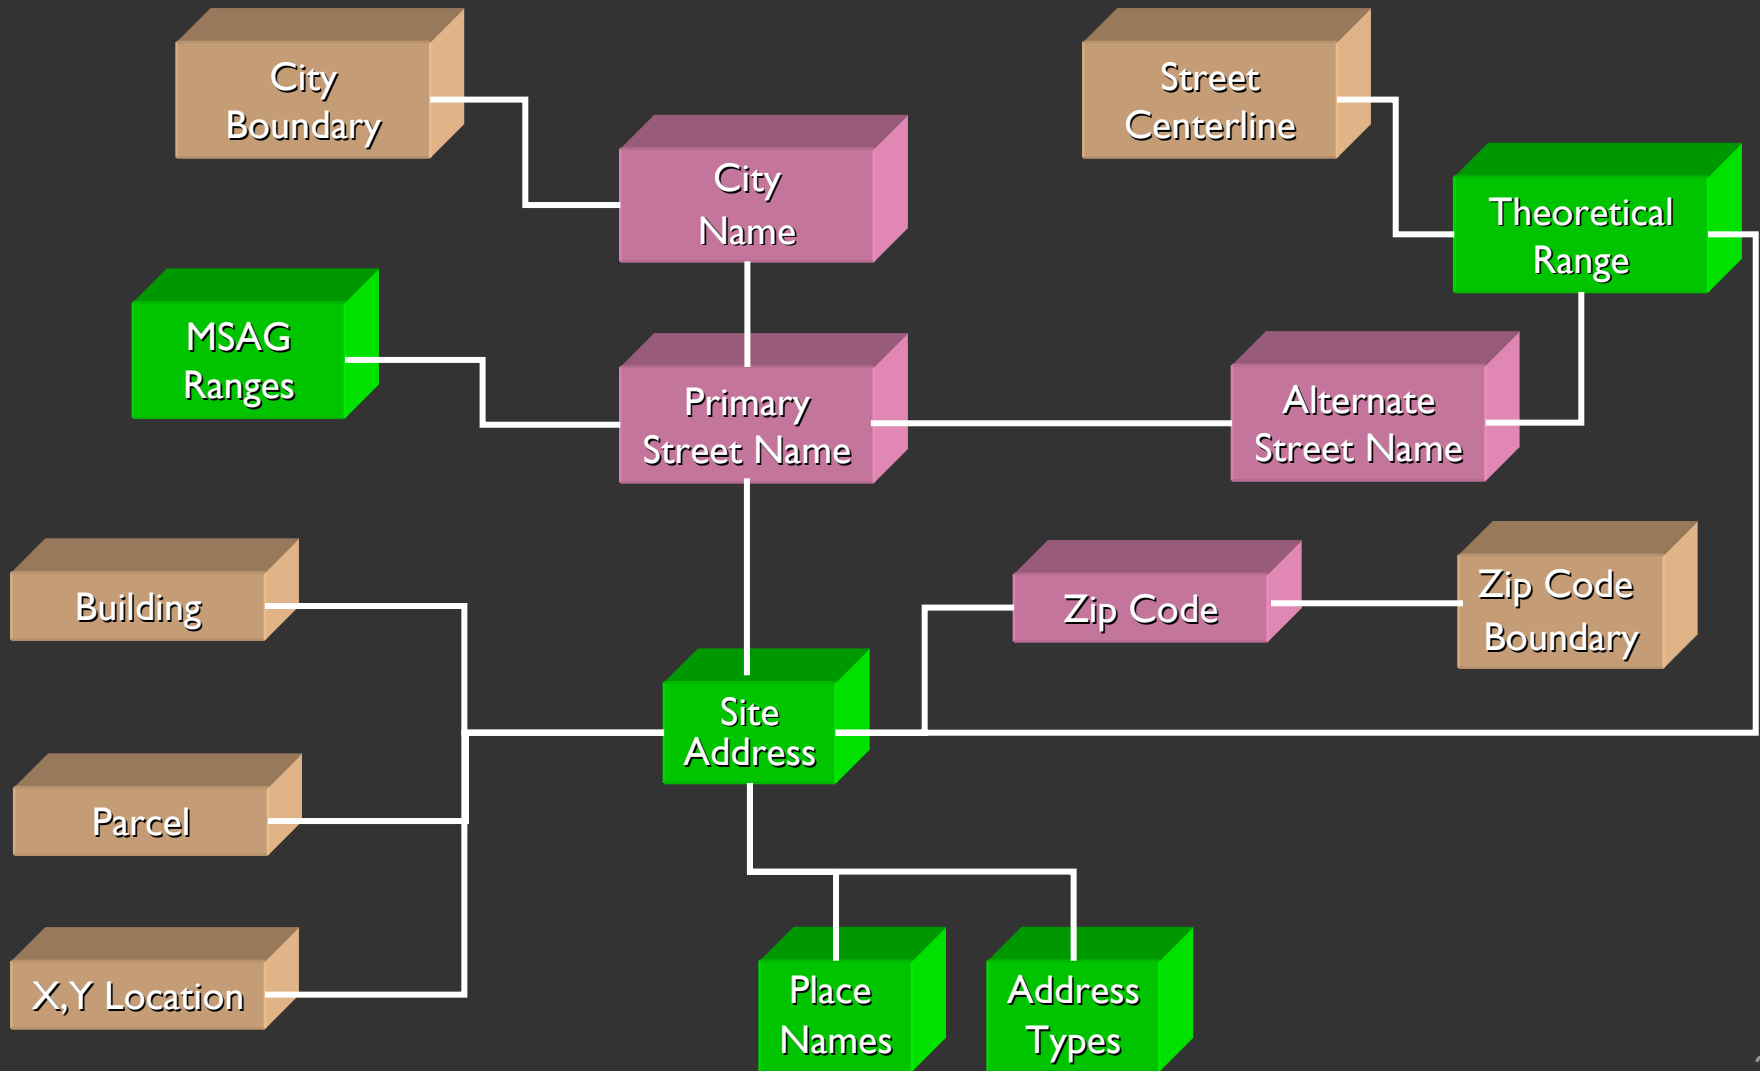 City
Boundary
Street
Centerline
City
Name
Theoretical
Range
MSAG
Ranges
Primary
Street Name
Alternate
Street Name
Building
Zip Code
Zip Code
Boundary
Site
Address
Parcel
X,Y Location
Place
Names
Address
Types